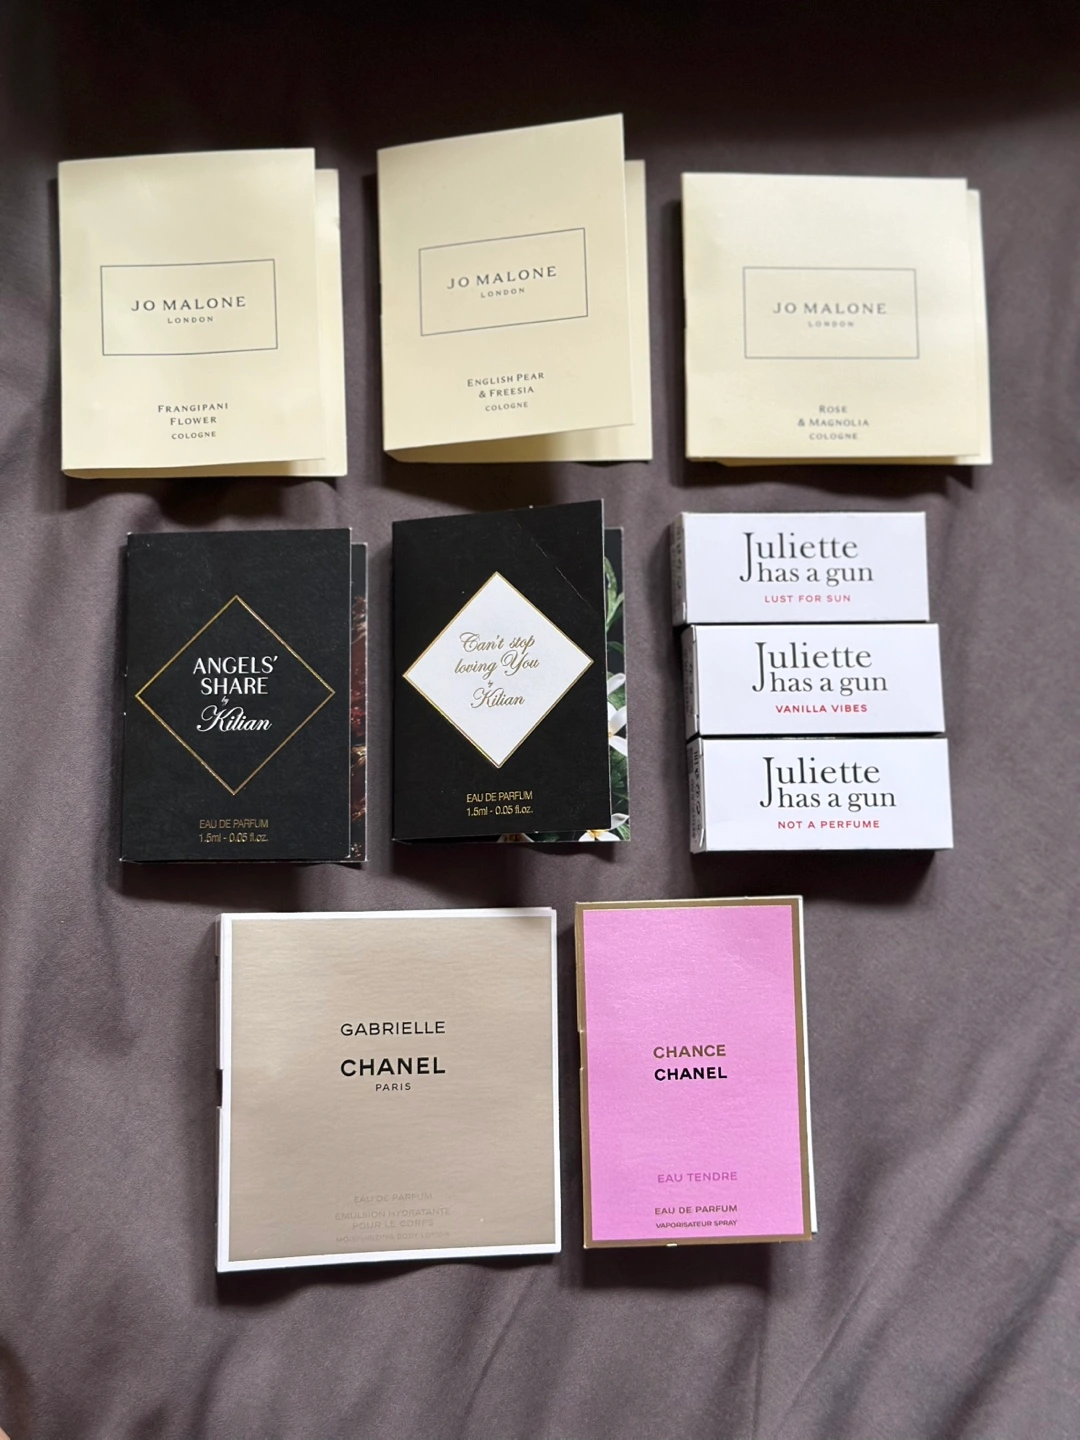 JO MALONE
LONDON
FRANGIPANI
FLOWER
COLOGNE
JO MALONE
LONDON
ENGLISH PEAR
& FREESIA
COLOGNE
JO MALONE
LONDON
ROSE
& MAGNOLIA
COLOGNE
ANGELS'
SHARE
by
Kilian
EAU DE PARFUM
1.5ml - 0.05 fl.oz.
Can't stop
loving You
by
Kilian
EAU DE PARFUM
1.5ml - 0.05 fl.oz.
Juliette
has a gun
LUST FOR SUN
Juliette
has a gun
VANILLA VIBES
Juliette
has a gun
NOT A PERFUME
GABRIELLE
CHANEL
PARIS
EAU DE PARFUM
EMULSION HYDRATANTE
POUR LE CORPS
MOISTURIZING BODY LOTION
CHANCE
CHANEL
EAU TENDRE
EAU DE PARFUM
VAPORISATEUR SPRAY